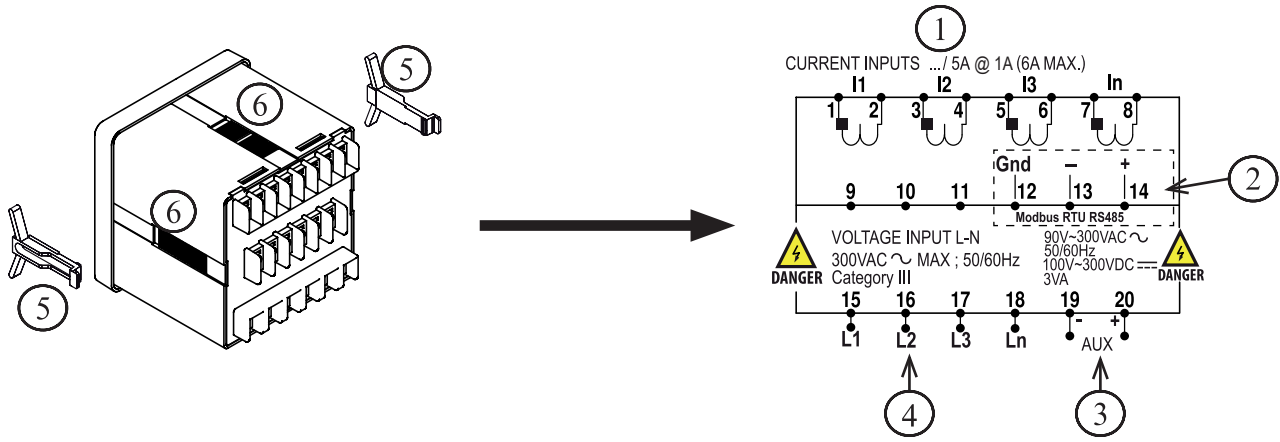 1
CURRENT INPUTS .../ 5A @ 1A (6A MAX.)
I1 I2 I3 In
1 2 3 4 5 6 7 8
Gnd – +
9 10 11 12 13 14
Modbus RTU RS485
2
VOLTAGE INPUT L-N
300VAC ∿ MAX ; 50/60Hz
Category III
90V~300VAC ∿
50/60Hz
100V~300VDC ⎓
3VA
DANGER
DANGER
15 16 17 18 19 20
- +
L1 L2 L3 Ln
AUX
4
3
5
6
6
5